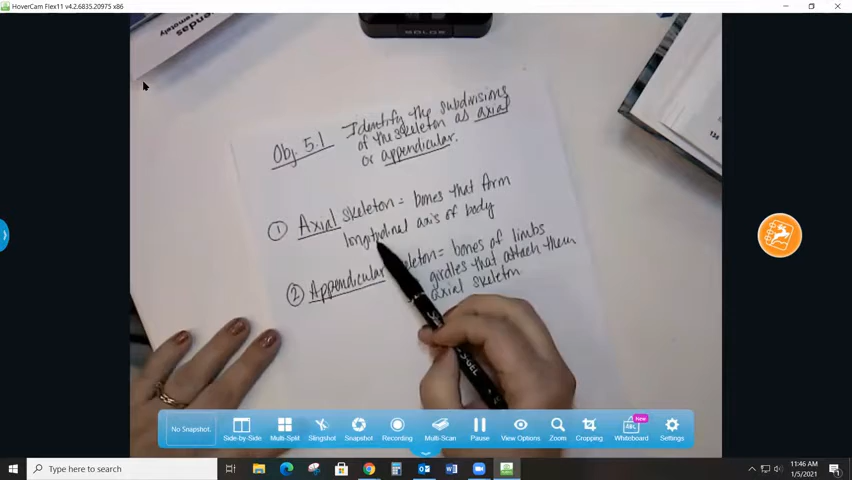 HoverCam Flex11 v4.2.6835.20975 x86
MOLOR
134
Obj. 5.1 Identify the subdivisions
of the skeleton as axial
or appendicular.
① Axial skeleton = bones that form
longitudinal axis of body
② Appendicular skeleton = bones of limbs
girdles that attach them
axial skeleton
No Snapshot.
Side-by-Side
Multi-Split
Slingshot
Snapshot
Recording
Multi-Scan
Pause
View Options
Zoom
Cropping
New
ABC
Whiteboard
Settings
Type here to search
11:46 AM
1/5/2021